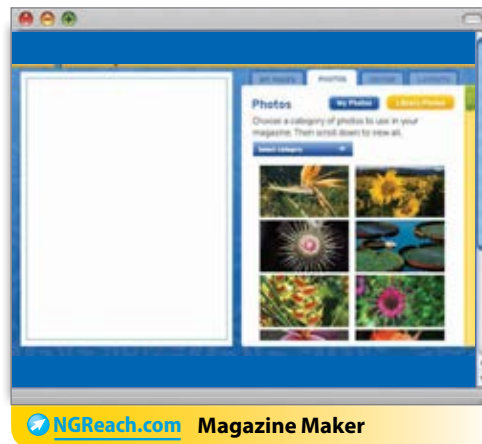 PHOTOS
Photos
My Photos
Library Photos
Choose a category of photos to use in your
magazine. Then scroll down to view all.
Select category
NGReach.com Magazine Maker